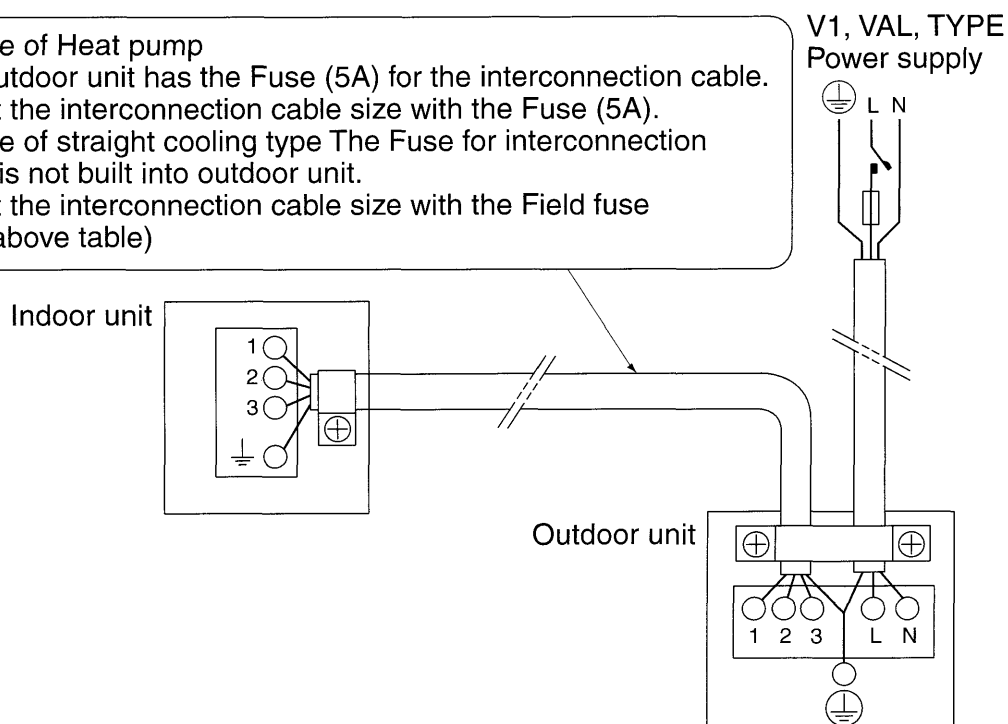 e of Heat pump
utdoor unit has the Fuse (5A) for the interconnection cable.
the interconnection cable size with the Fuse (5A).
e of straight cooling type The Fuse for interconnection
is not built into outdoor unit.
the interconnection cable size with the Field fuse
above table)
V1, VAL, TYPE
Power supply
L N
Indoor unit
1
2
3
Outdoor unit
1 2 3 L N